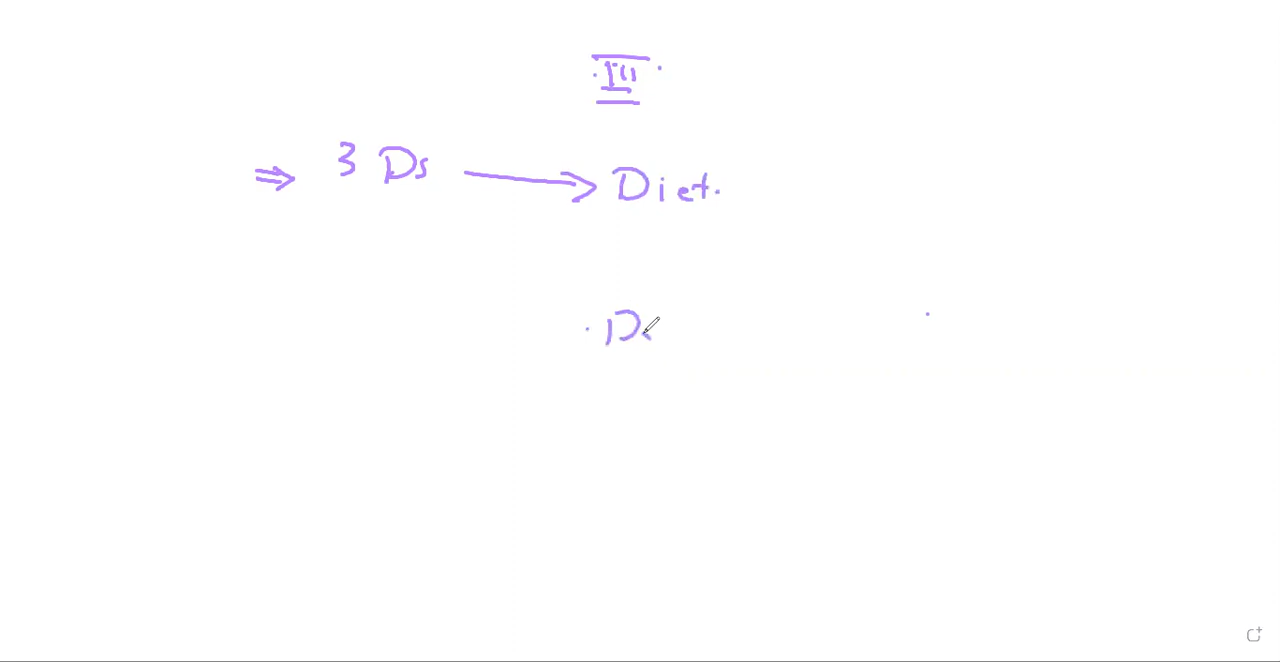 III
⇒ 3 Ds → Diet.